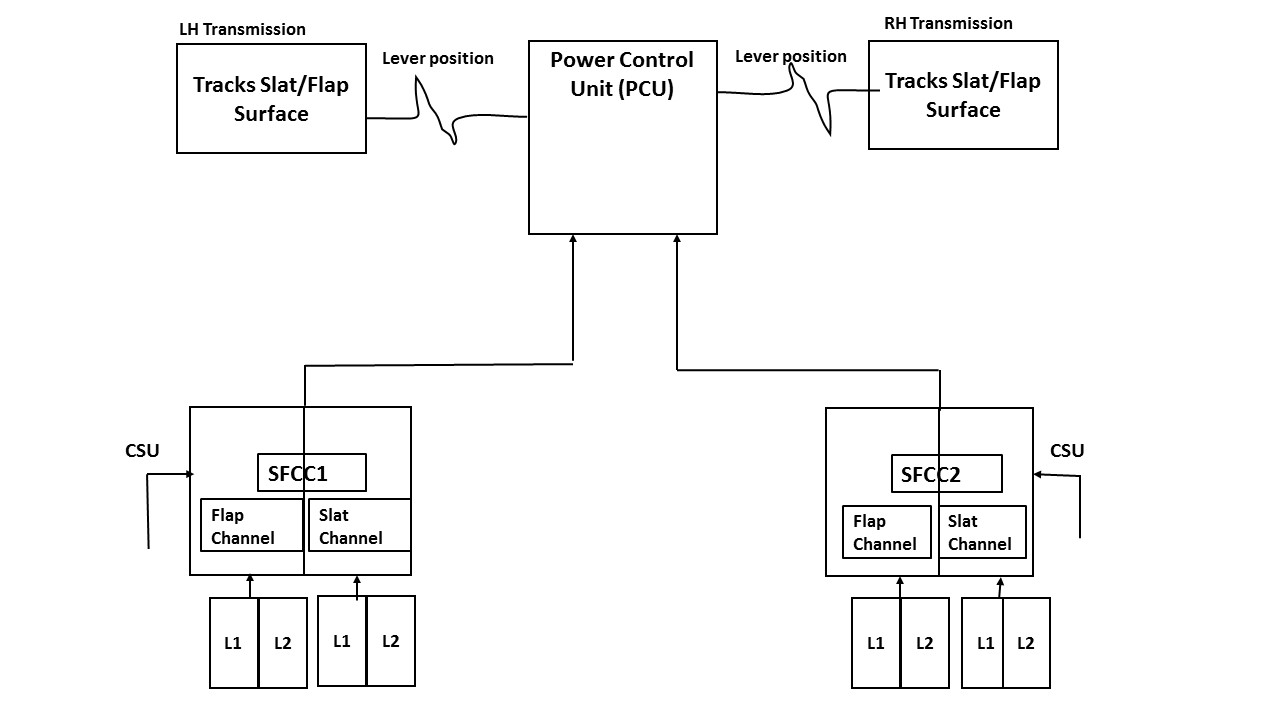 LH Transmission
Tracks Slat/Flap
Surface
Lever position
Power Control
Unit (PCU)
Lever position
RH Transmission
Tracks Slat/Flap
Surface
CSU
SFCC1
Flap
Channel
Slat
Channel
L1
L2
L1
L2
SFCC2
CSU
Flap
Channel
Slat
Channel
L1
L2
L1
L2